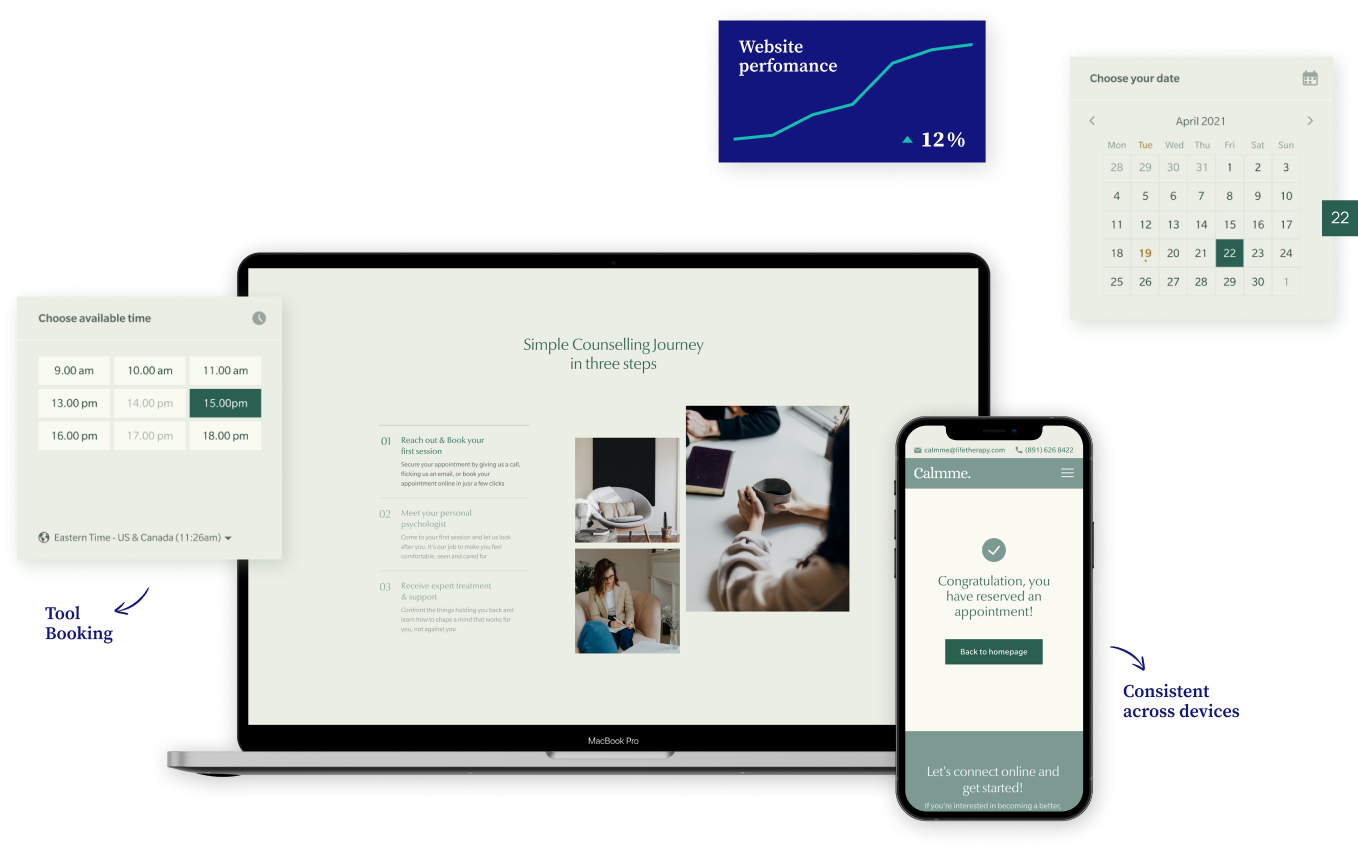 Website
perfomance
12%
Choose your date
April 2021
Mon Tue Wed Thu Fri Sat Sun
28 29 30 31 1 2 3
4 5 6 7 8 9 10
11 12 13 14 15 16 17
18 19 20 21 22 23 24
25 26 27 28 29 30 1
22
Choose available time
9.00 am 10.00 am 11.00 am
13.00 pm 14.00 pm 15.00pm
16.00 pm 17.00 pm 18.00 pm
Eastern Time - US & Canada (11:26am)
Tool
Booking
Simple Counselling Journey
in three steps
01 Reach out & Book your
first session
Secure your appointment by giving us a call,
flicking us an email, or book your
appointment online in just a few clicks
02 Meet your personal
psychologist
Come to your first session and let us look
after you. It's our job to make you feel
comfortable, seen and cared for
03 Receive expert treatment
& support
Confront the things holding you back and
learn how to shape a mind that works for
you, not against you
MacBook Pro
calmme@lifetherapy.com (891) 626 8422
Calmme.
Congratulation, you
have reserved an
appointment!
Back to homepage
Let's connect online and
get started!
If you're interested in becoming a better,
Consistent
across devices